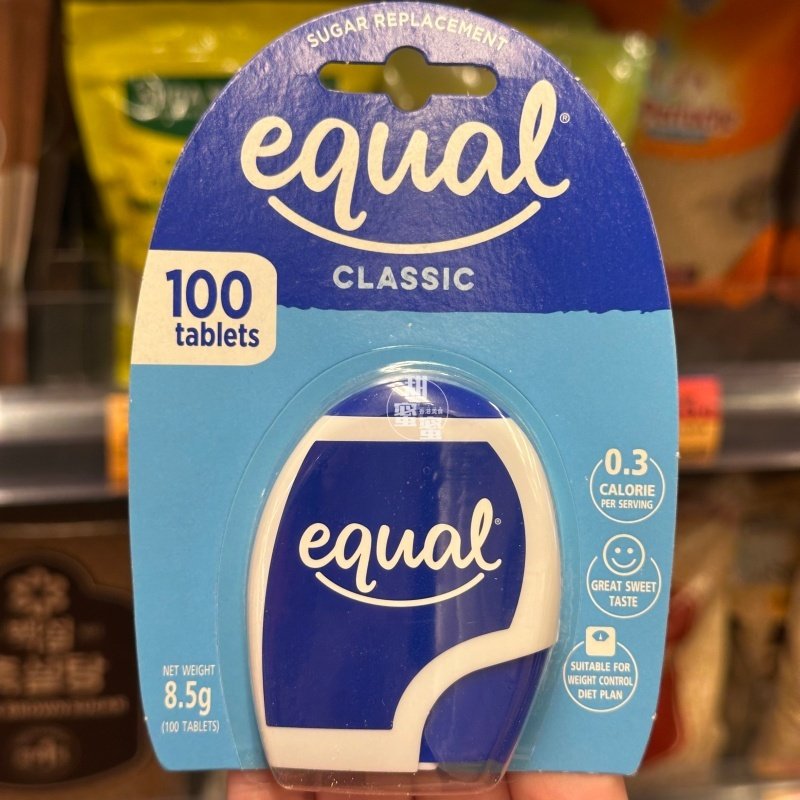 SUGAR REPLACEMENT
equal®
CLASSIC
100
tablets
equal®
0.3
CALORIE
PER SERVING
GREAT SWEET
TASTE
SUITABLE FOR
WEIGHT CONTROL
DIET PLAN
NET WEIGHT
8.5g
(100 TABLETS)